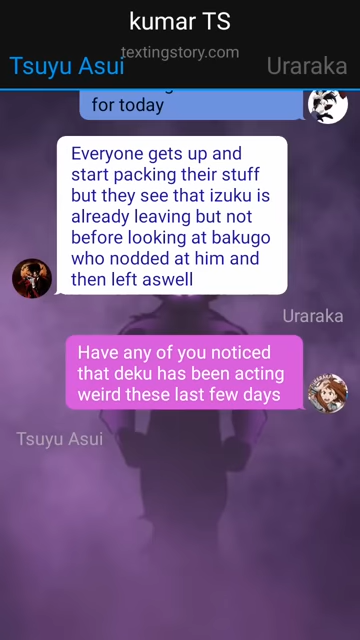 kumar TS
textingstory.com
Tsuyu Asui
Uraraka
for today
Everyone gets up and
start packing their stuff
but they see that izuku is
already leaving but not
before looking at bakugo
who nodded at him and
then left aswell
Uraraka
Have any of you noticed
that deku has been acting
weird these last few days
Tsuyu Asui